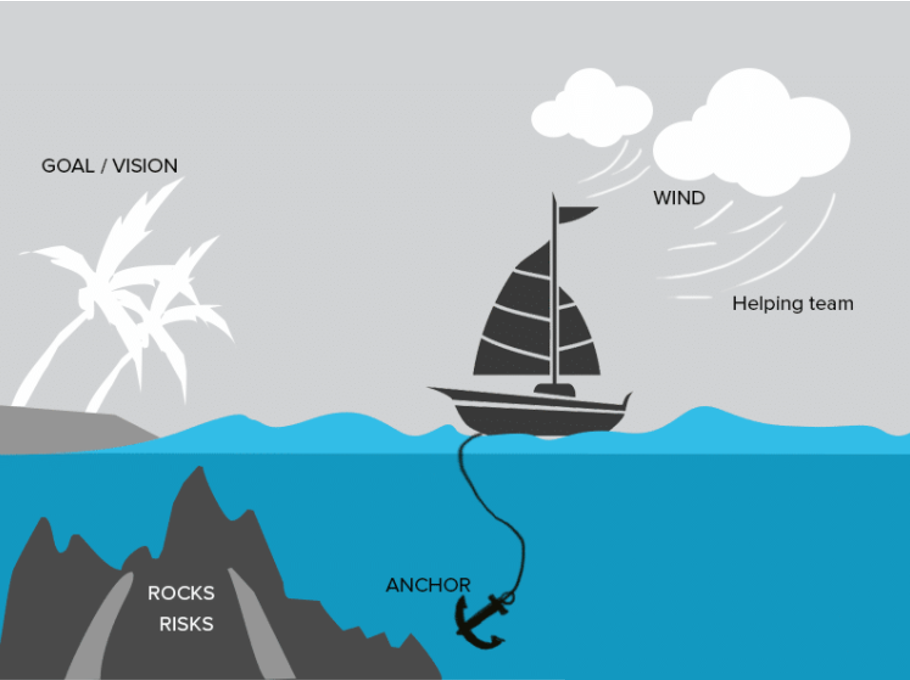 GOAL / VISION
WIND
Helping team
ANCHOR
ROCKS
RISKS